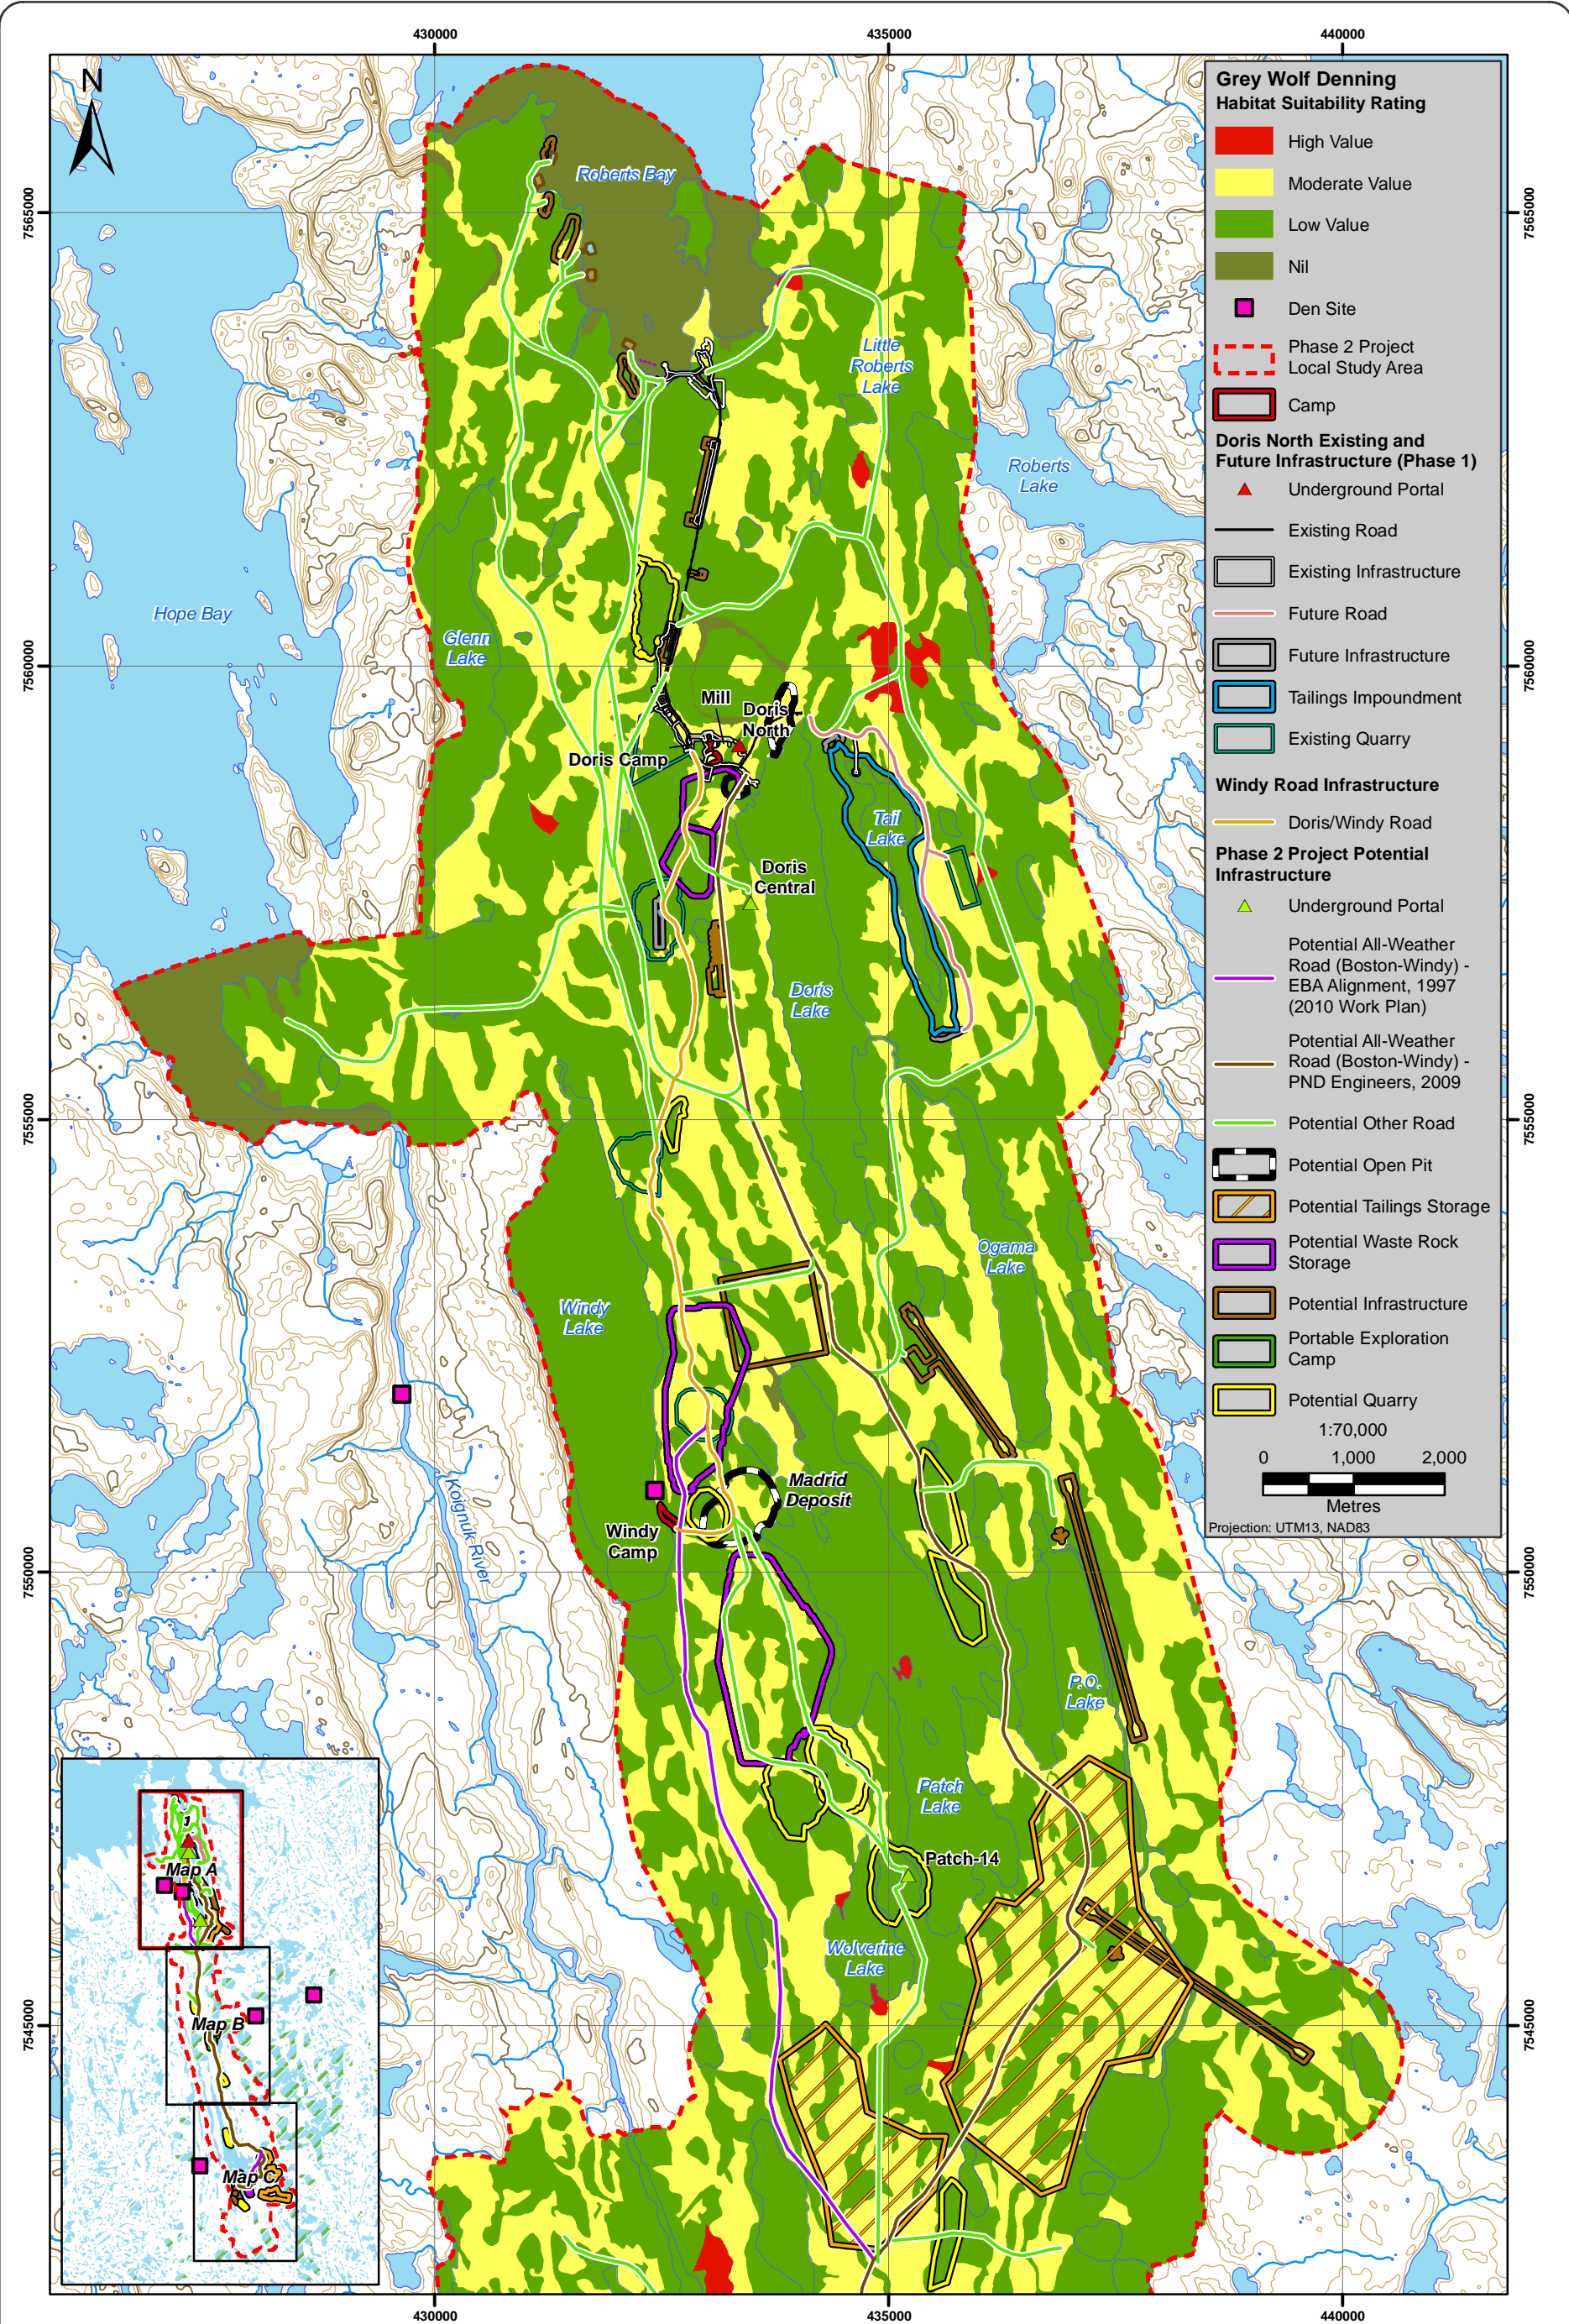 430000
435000
440000
N
7565000
7565000
7560000
7560000
7555000
7555000
7550000
7550000
7545000
7545000
Roberts Bay
Little
Roberts
Lake
Roberts
Lake
Hope Bay
Glenn
Lake
Mill
Doris
North
Doris Camp
Tail
Lake
Doris
Central
Doris
Lake
Ogama
Lake
Windy
Lake
Madrid
Deposit
Windy
Camp
Koignuk River
P.O.
Lake
Patch
Lake
Patch-14
Wolverine
Lake
Map A
Map B
Map C
Grey Wolf Denning
Habitat Suitability Rating
High Value
Moderate Value
Low Value
Nil
Den Site
Phase 2 Project
Local Study Area
Camp
Doris North Existing and
Future Infrastructure (Phase 1)
Underground Portal
Existing Road
Existing Infrastructure
Future Road
Future Infrastructure
Tailings Impoundment
Existing Quarry
Windy Road Infrastructure
Doris/Windy Road
Phase 2 Project Potential
Infrastructure
Underground Portal
Potential All-Weather
Road (Boston-Windy) -
EBA Alignment, 1997
(2010 Work Plan)
Potential All-Weather
Road (Boston-Windy) -
PND Engineers, 2009
Potential Other Road
Potential Open Pit
Potential Tailings Storage
Potential Waste Rock
Storage
Potential Infrastructure
Portable Exploration
Camp
Potential Quarry
1:70,000
0 1,000 2,000
Metres
Projection: UTM13, NAD83
430000
435000
440000